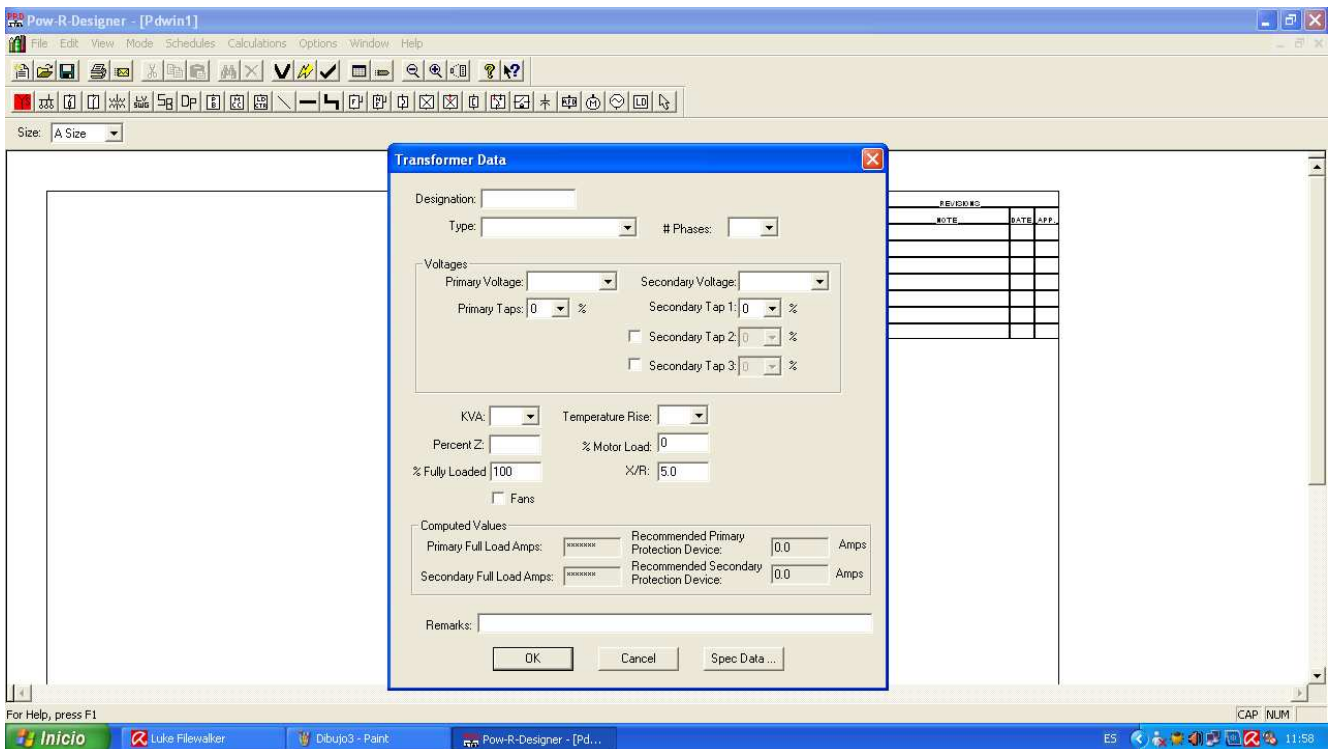 Pow-R-Designer - [Pdwin1]
File Edit View Mode Schedules Calculations Options Window Help
Size: A Size
Transformer Data
Designation:
Type: # Phases:
Voltages
Primary Voltage: Secondary Voltage:
Primary Taps: 0 % Secondary Tap 1: 0 %
Secondary Tap 2: 0 %
Secondary Tap 3: 0 %
KVA: Temperature Rise:
Percent Z: % Motor Load: 0
% Fully Loaded 100 X/R: 5.0
Fans
Computed Values
Primary Full Load Amps: ******* Recommended Primary Protection Device: 0.0 Amps
Secondary Full Load Amps: ******* Recommended Secondary Protection Device: 0.0 Amps
Remarks:
OK Cancel Spec Data ...
REVISIONS
NOTE DATE APP.
For Help, press F1
CAP NUM
Inicio Luke Filewalker Dibujo3 - Paint Pow-R-Designer - [Pd... ES 11:58